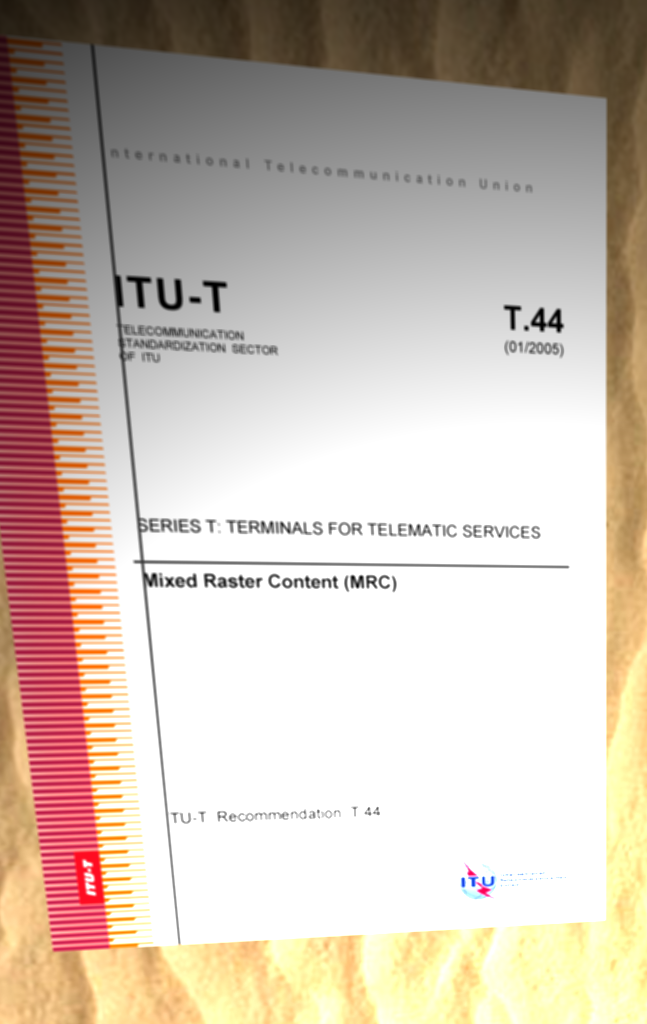 nternational Telecommunication Union
ITU-T
T.44
TELECOMMUNICATION
(01/2005)
STANDARDIZATION SECTOR
OF ITU
SERIES T: TERMINALS FOR TELEMATIC SERVICES
Mixed Raster Content (MRC)
TU-T Recommendation T.44
ITU-T
ITU